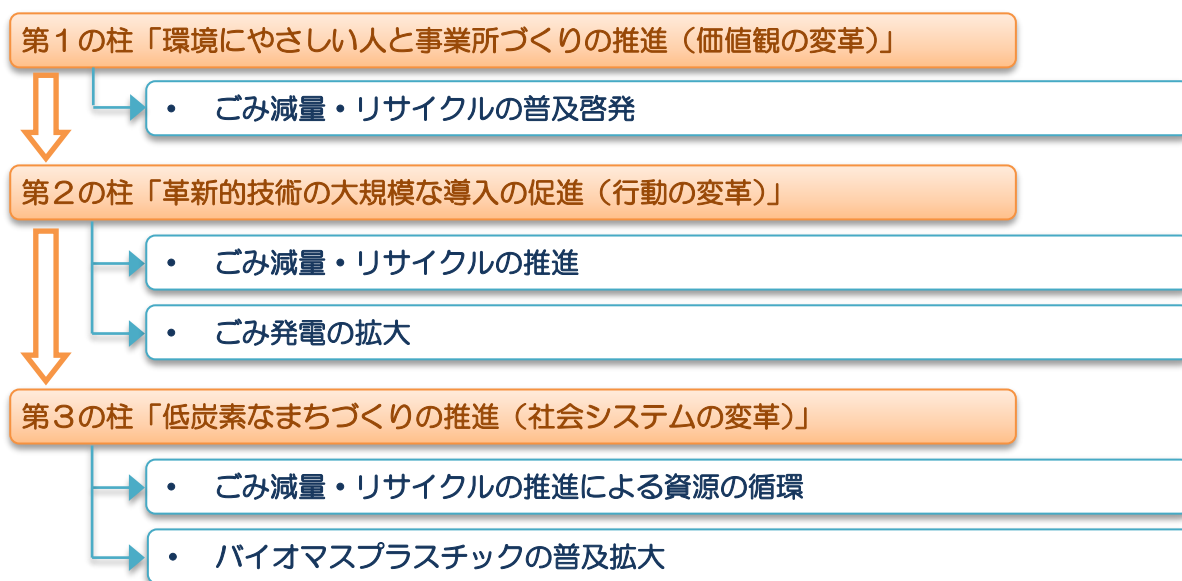 第１の柱「環境にやさしい人と事業所づくりの推進（価値観の変革）」
• ごみ減量・リサイクルの普及啓発
第２の柱「革新的技術の大規模な導入の促進（行動の変革）」
• ごみ減量・リサイクルの推進
• ごみ発電の拡大
第３の柱「低炭素なまちづくりの推進（社会システムの変革）」
• ごみ減量・リサイクルの推進による資源の循環
• バイオマスプラスチックの普及拡大